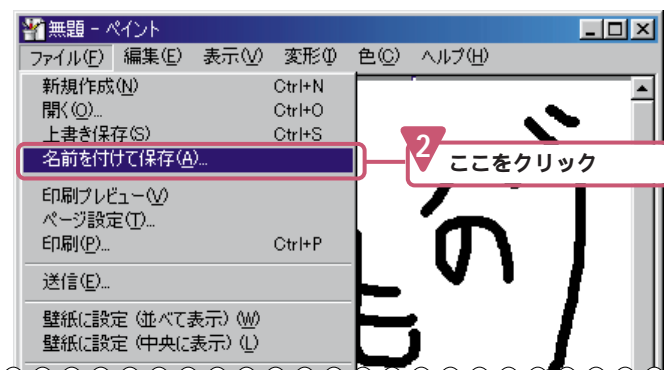 無題 - ペイント
ファイル(F) 編集(E) 表示(V) 変形(I) 色(C) ヘルプ(H)
新規作成(N) Ctrl+N
開く(O)... Ctrl+O
上書き保存(S) Ctrl+S
名前を付けて保存(A)...
2 ここをクリック
印刷プレビュー(V)
ページ設定(T)...
印刷(P)... Ctrl+P
送信(E)...
壁紙に設定 (並べて表示) (W)
壁紙に設定 (中央に表示) (L)
の